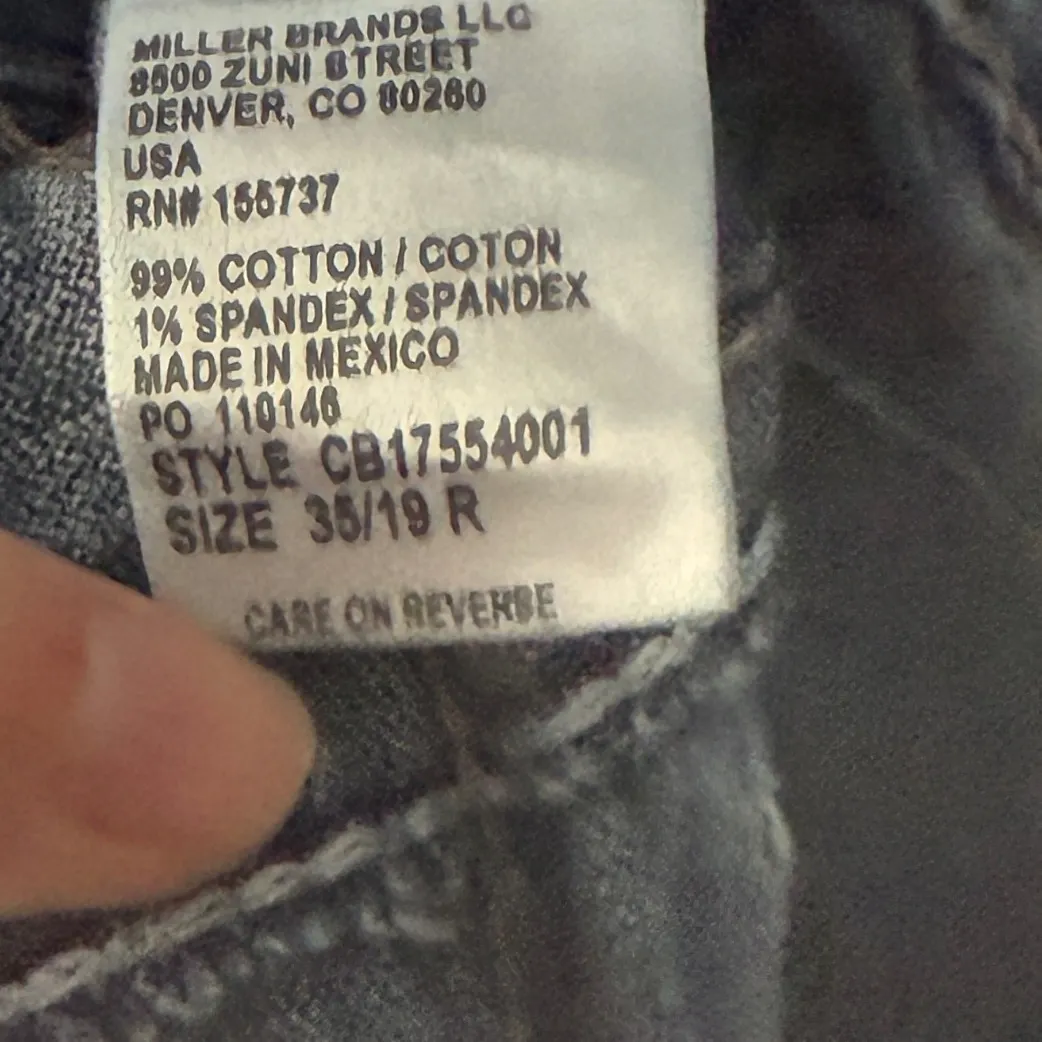 MILLER BRANDS LLC
8500 ZUNI STREET
DENVER, CO 80260
USA
RN# 155737
99% COTTON / COTON
1% SPANDEX / SPANDEX
MADE IN MEXICO
PO 110146
STYLE CB17554001
SIZE 35/19 R
CARE ON REVERSE